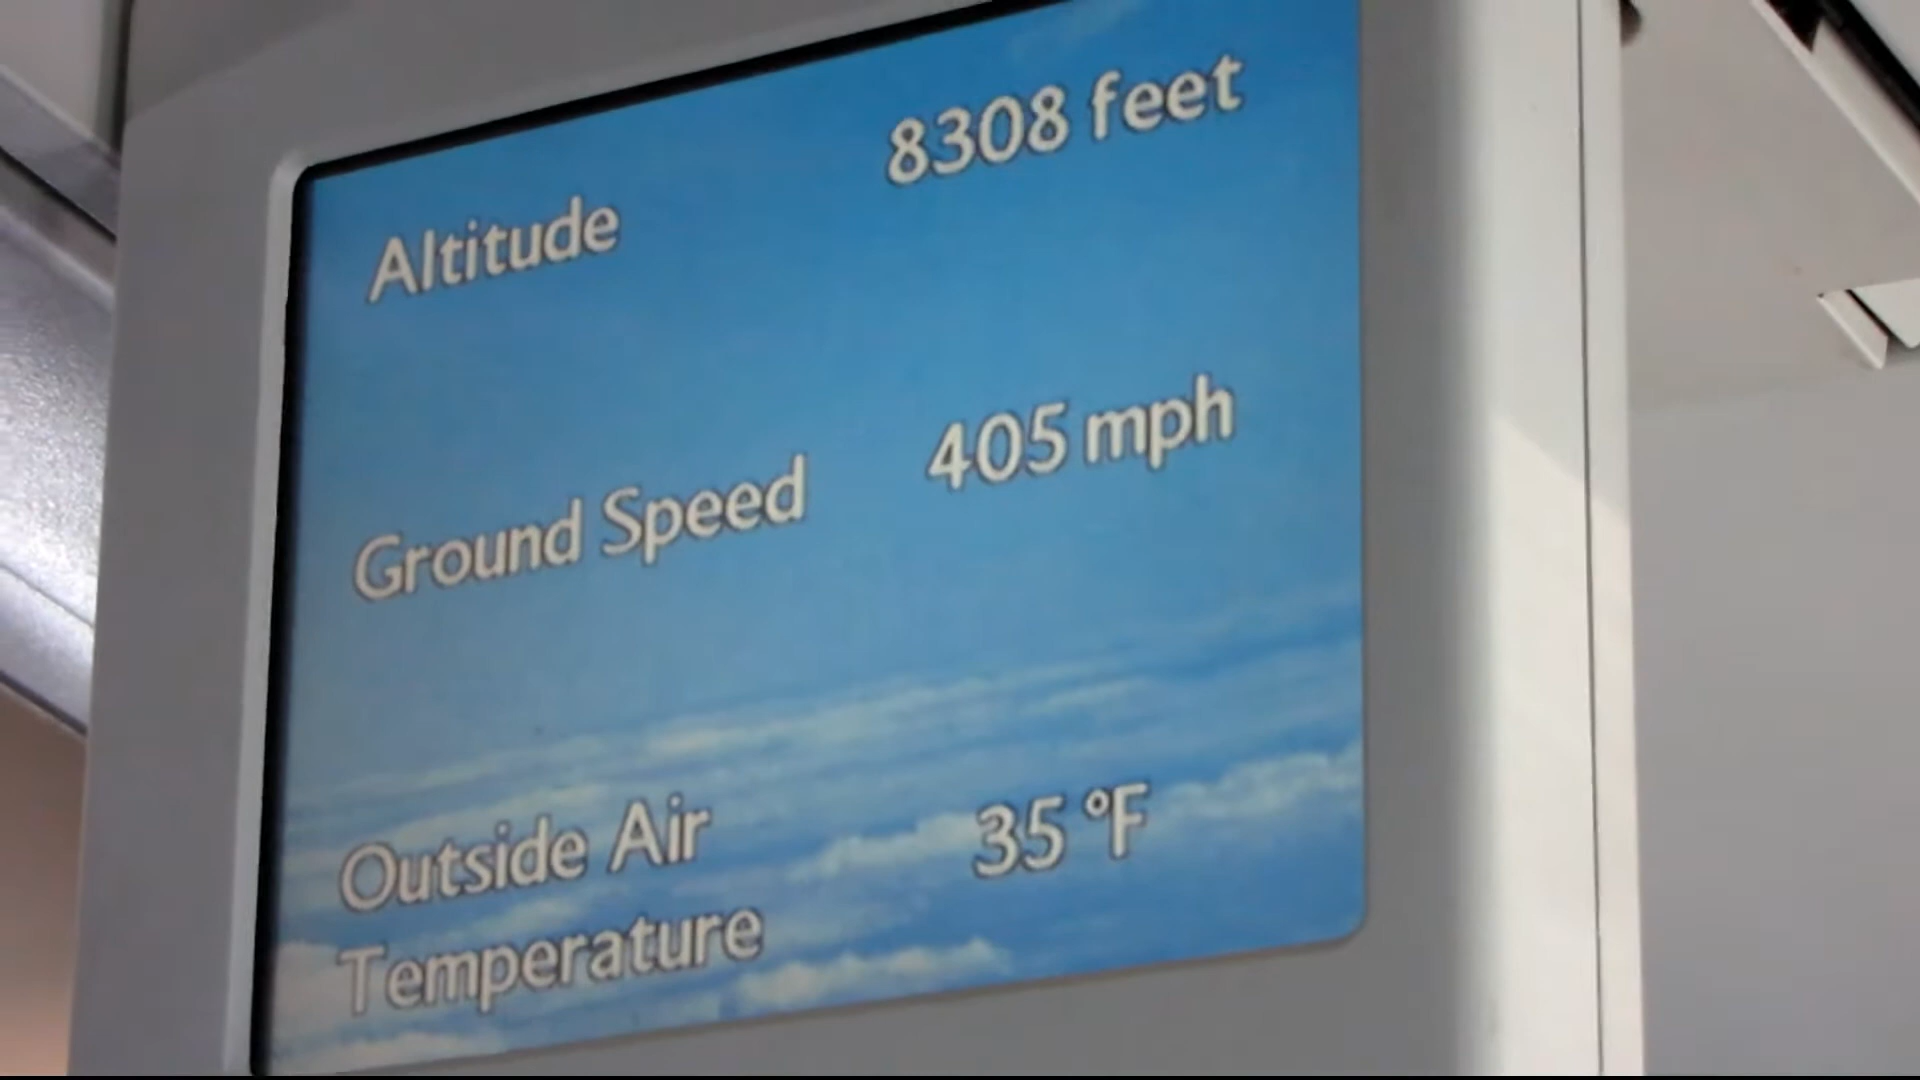 Altitude 8308 feet
Ground Speed 405 mph
Outside Air 35 °F
Temperature